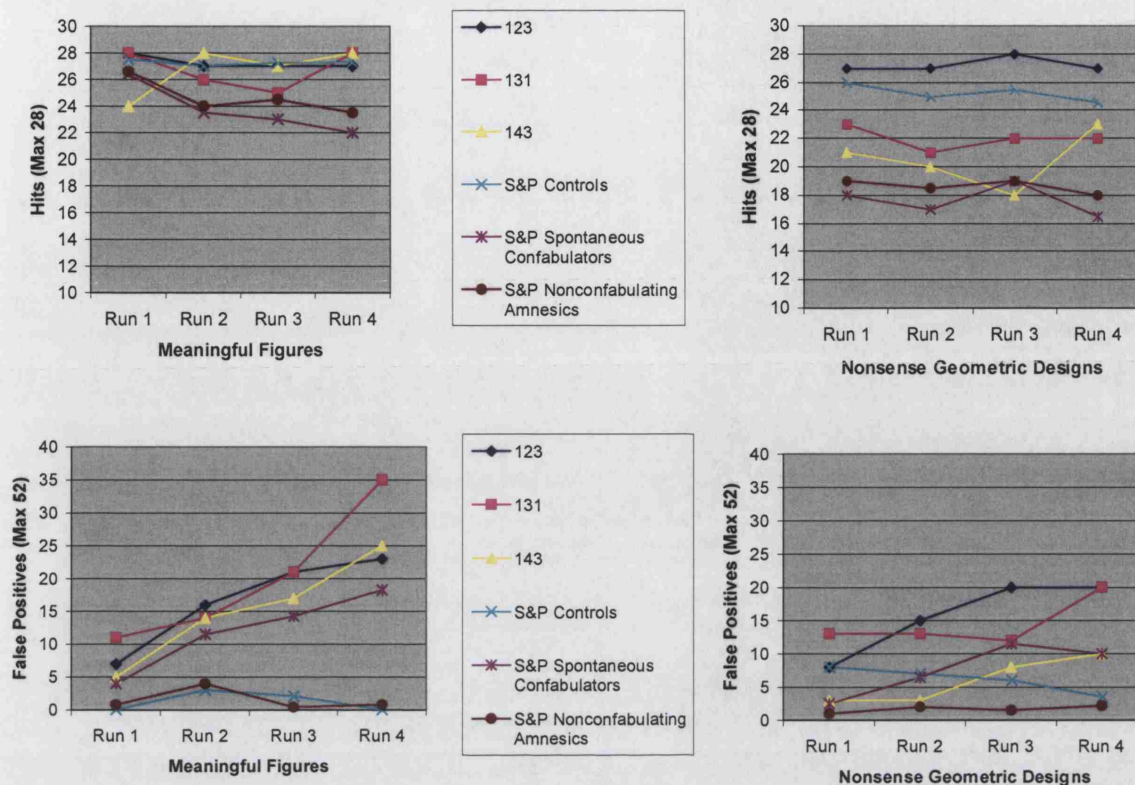 30
28
26
24
22
20
18
16
14
12
10
Hits (Max 28)
Run 1 Run 2 Run 3 Run 4
Meaningful Figures
123
131
143
S&P Controls
S&P Spontaneous
Confabulators
S&P Nonconfabulating
Amnesics
30
28
26
24
22
20
18
16
14
12
10
Hits (Max 28)
Run 1 Run 2 Run 3 Run 4
Nonsense Geometric Designs
40
35
30
25
20
15
10
5
0
False Positives (Max 52)
Run 1 Run 2 Run 3 Run 4
Meaningful Figures
123
131
143
S&P Controls
S&P Spontaneous
Confabulators
S&P Nonconfabulating
Amnesics
40
35
30
25
20
15
10
5
0
False Positives (Max 52)
Run 1 Run 2 Run 3 Run 4
Nonsense Geometric Designs